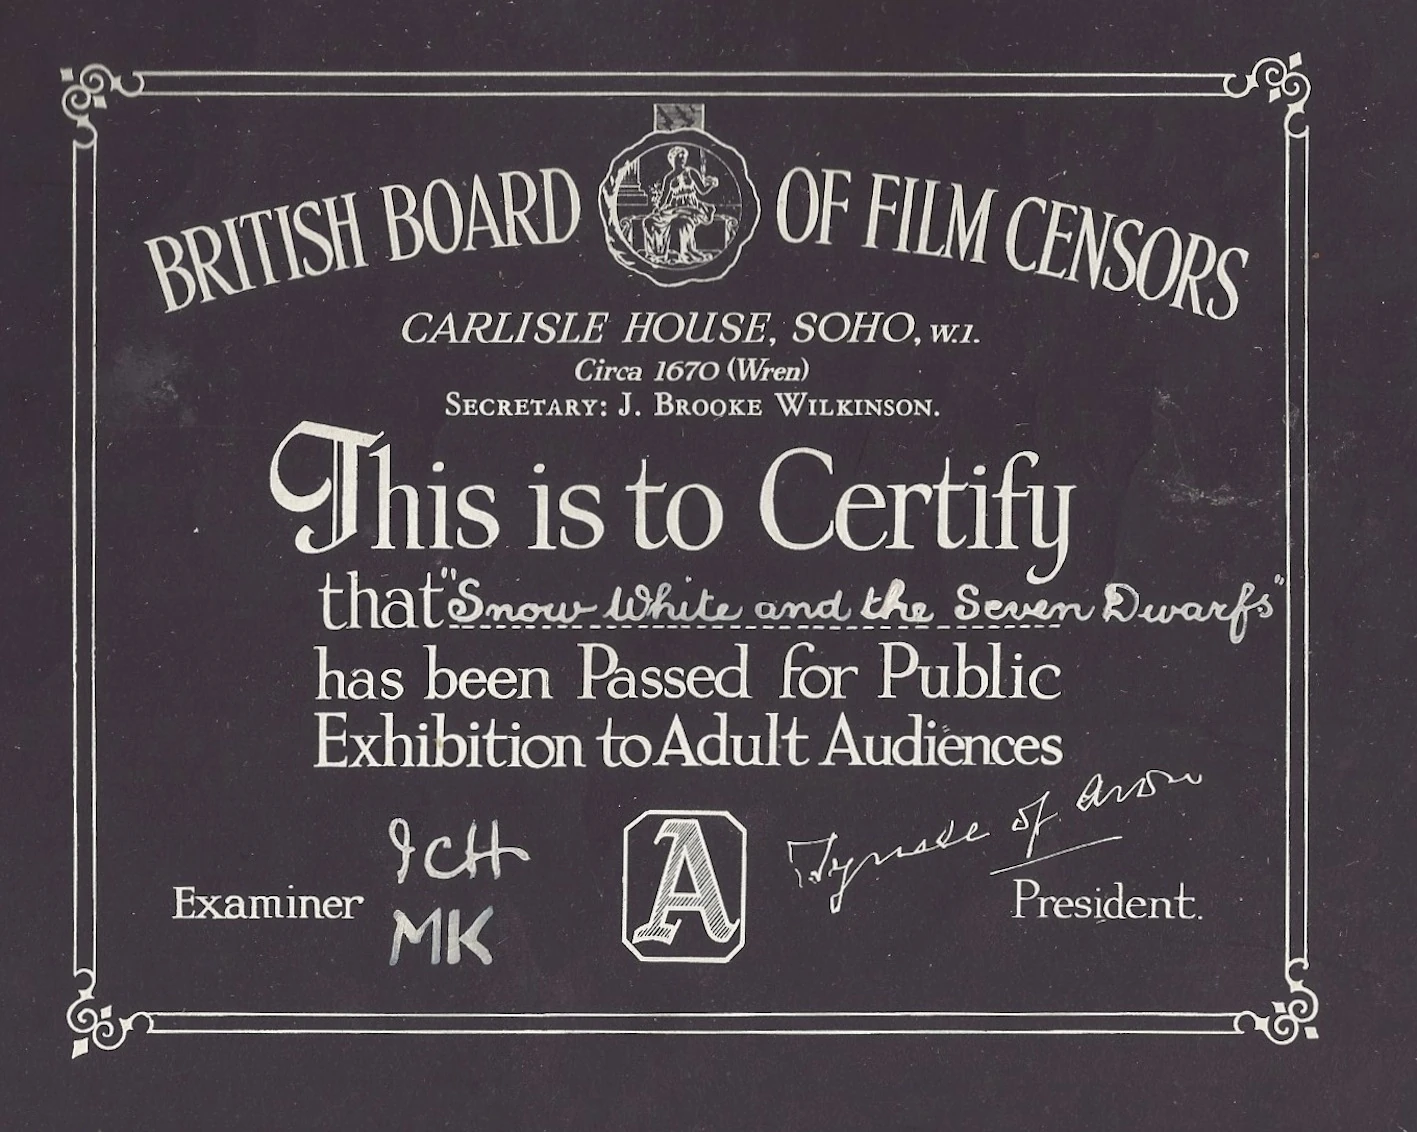 BRITISH BOARD OF FILM CENSORS
CARLISLE HOUSE, SOHO, W.1.
Circa 1670 (Wren)
SECRETARY: J. BROOKE WILKINSON.
This is to Certify
that "Snow White and the Seven Dwarfs"
has been Passed for Public
Exhibition to Adult Audiences
Examiner ICH
MK
A
Tyrrell of Avon
President.